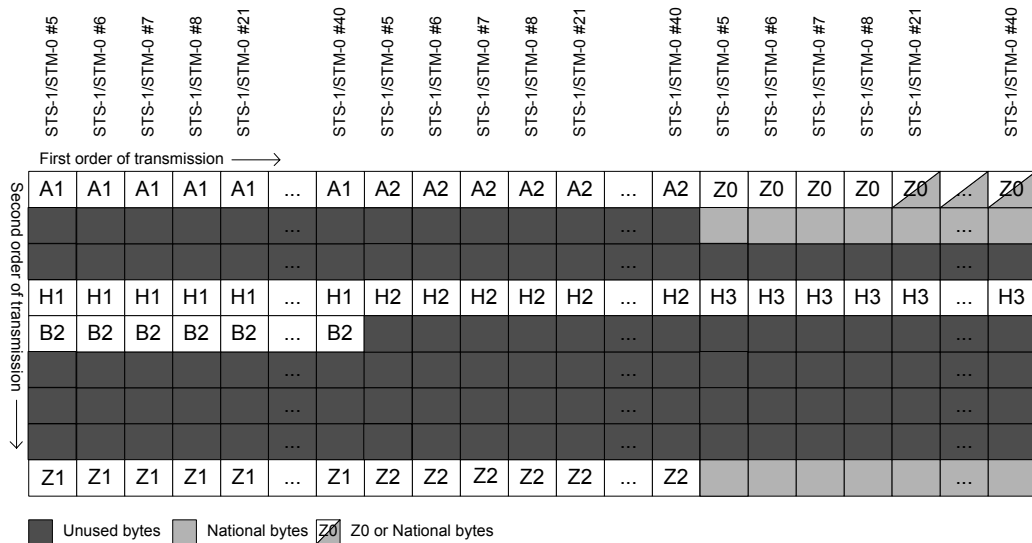 STS-1/STM-0 #5 STS-1/STM-0 #6 STS-1/STM-0 #7 STS-1/STM-0 #8 STS-1/STM-0 #21 STS-1/STM-0 #40 STS-1/STM-0 #5 STS-1/STM-0 #6 STS-1/STM-0 #7 STS-1/STM-0 #8 STS-1/STM-0 #21 STS-1/STM-0 #40 STS-1/STM-0 #5 STS-1/STM-0 #6 STS-1/STM-0 #7 STS-1/STM-0 #8 STS-1/STM-0 #21 STS-1/STM-0 #40
First order of transmission
Second order of transmission
A1 A1 A1 A1 A1 ... A1 A2 A2 A2 A2 A2 ... A2 Z0 Z0 Z0 Z0 Z0 ... Z0
... ... ...
... ... ...
H1 H1 H1 H1 H1 ... H1 H2 H2 H2 H2 H2 ... H2 H3 H3 H3 H3 H3 ... H3
B2 B2 B2 B2 B2 ... B2 ... ...
... ... ...
... ... ...
... ... ...
Z1 Z1 Z1 Z1 Z1 ... Z1 Z2 Z2 Z2 Z2 Z2 ... Z2 ...
Unused bytes National bytes Z0 Z0 or National bytes